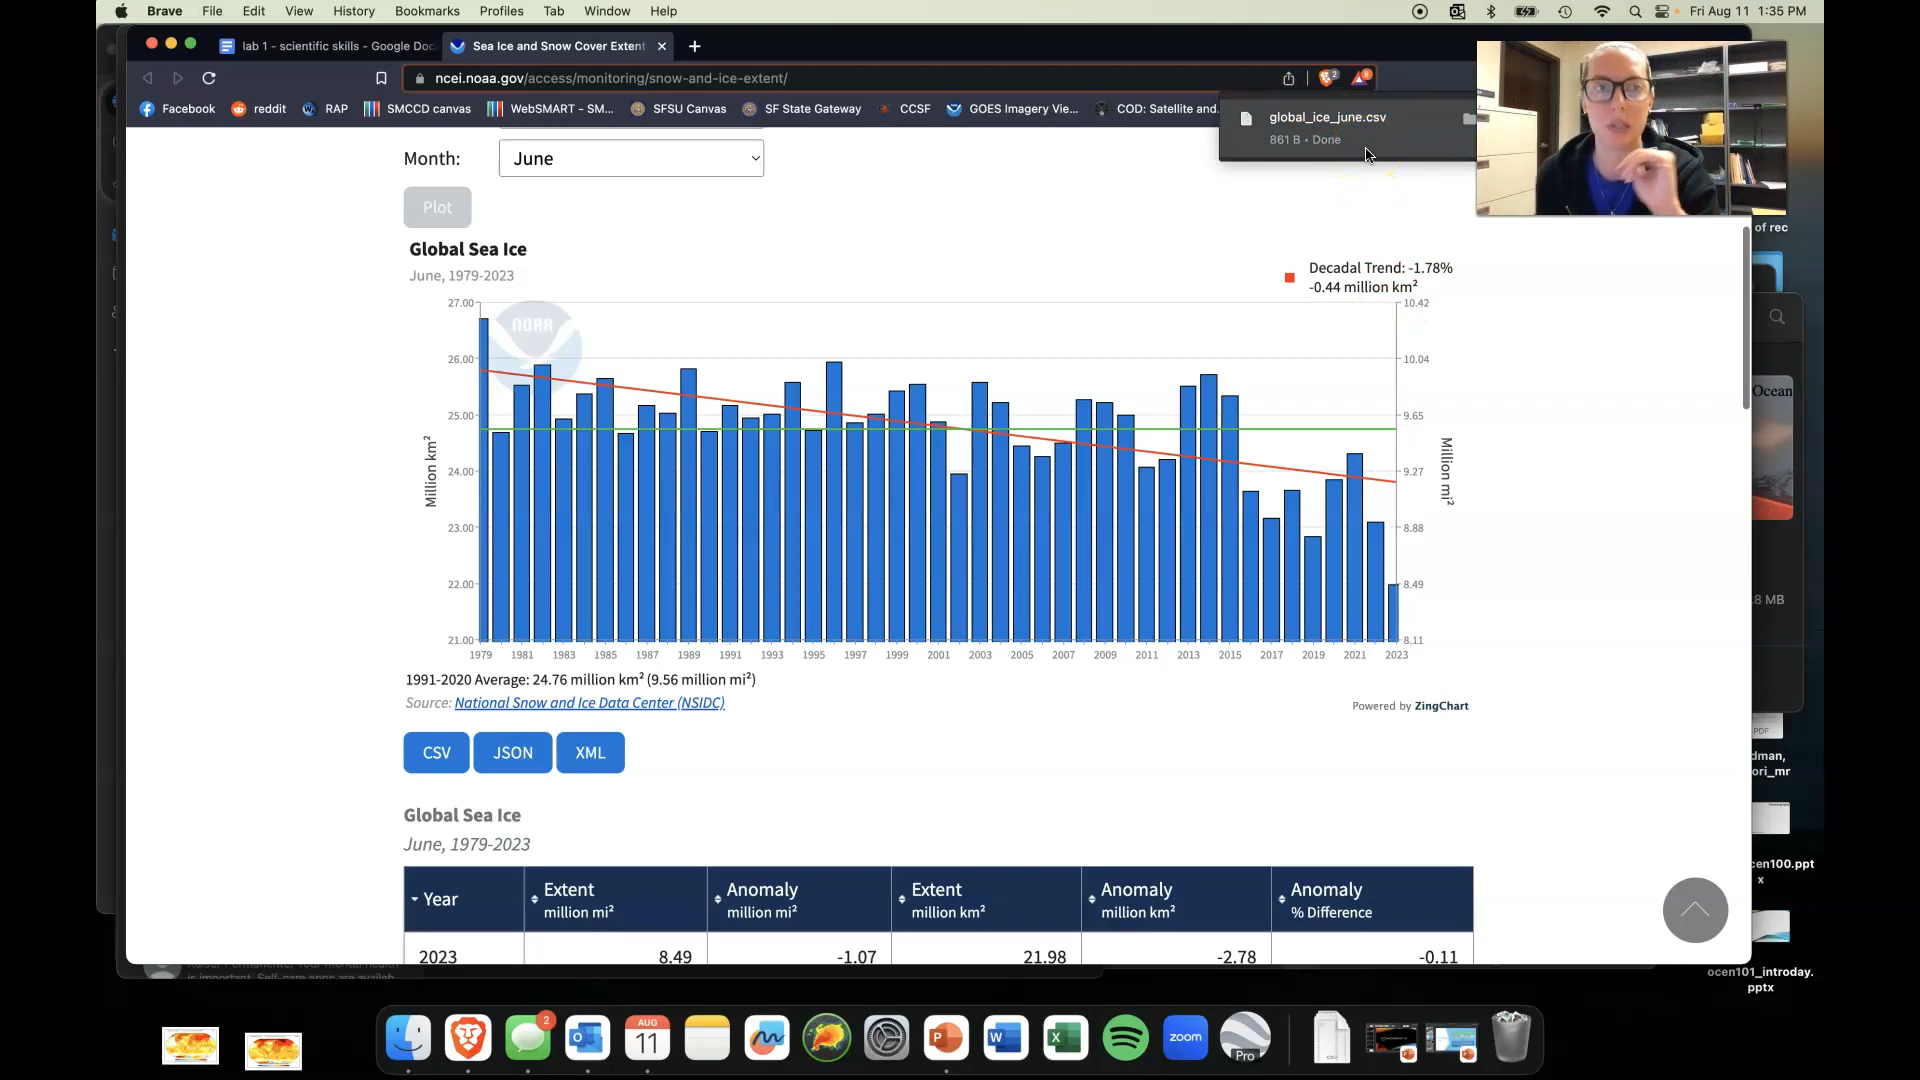 Brave File Edit View History Bookmarks Profiles Tab Window Help
Fri Aug 11 1:35 PM
lab 1 - scientific skills - Google Doc
Sea Ice and Snow Cover Extent
ncei.noaa.gov/access/monitoring/snow-and-ice-extent/
2
8
Facebook reddit RAP SMCCD canvas WebSMART - SM... SFSU Canvas SF State Gateway CCSF GOES Imagery Vie... COD: Satellite and
global_ice_june.csv
861 B • Done
Month:
June
Plot
of rec
Global Sea Ice
June, 1979-2023
Decadal Trend: -1.78%
-0.44 million km²
NOAA
27.00
26.00
25.00
24.00
23.00
22.00
21.00
Million km²
10.42
10.04
9.65
9.27
8.88
8.49
8.11
Million mi²
1979 1981 1983 1985 1987 1989 1991 1993 1995 1997 1999 2001 2003 2005 2007 2009 2011 2013 2015 2017 2019 2021 2023
1991-2020 Average: 24.76 million km² (9.56 million mi²)
Source: National Snow and Ice Data Center (NSIDC)
Powered by ZingChart
CSV JSON XML
Global Sea Ice
June, 1979-2023
Year
Extent
million mi²
Anomaly
million mi²
Extent
million km²
Anomaly
million km²
Anomaly
% Difference
2023 8.49 -1.07 21.98 -2.78 -0.11
Ocean
.8 MB
PDF
dman,
ori_mr
cen100.ppt
x
ocen101_introday.
pptx
2
AUG
11
zoom
Pro
CSV